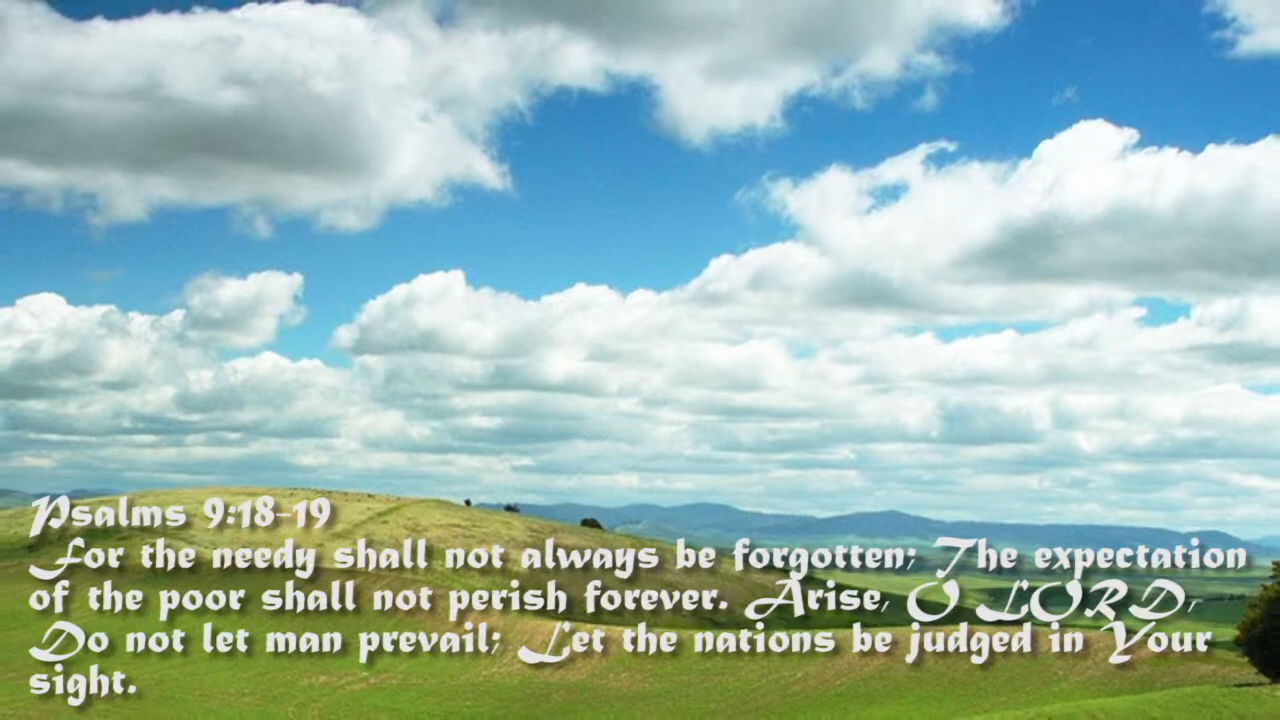 Psalms 9:18-19
For the needy shall not always be forgotten; The expectation
of the poor shall not perish forever. Arise, O LORD,
Do not let man prevail; Let the nations be judged in Your
sight.